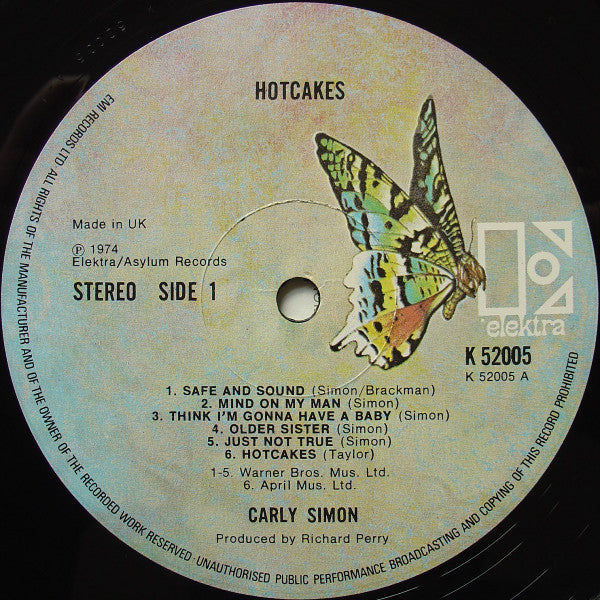 HOTCAKES
Made in UK
Ⓟ 1974
Elektra/Asylum Records
STEREO SIDE 1
elektra
K 52005
K 52005 A
1. SAFE AND SOUND (Simon/Brackman)
2. MIND ON MY MAN (Simon)
3. THINK I'M GONNA HAVE A BABY (Simon)
4. OLDER SISTER (Simon)
5. JUST NOT TRUE (Simon)
6. HOTCAKES (Taylor)
1-5. Warner Bros. Mus. Ltd.
6. April Mus. Ltd.
CARLY SIMON
Produced by Richard Perry
EMI RECORDS LTD ALL RIGHTS OF THE MANUFACTURER AND OF THE OWNER OF THE RECORDED WORK RESERVED·UNAUTHORISED PUBLIC PERFORMANCE BROADCASTING AND COPYING OF THIS RECORD PROHIBITED